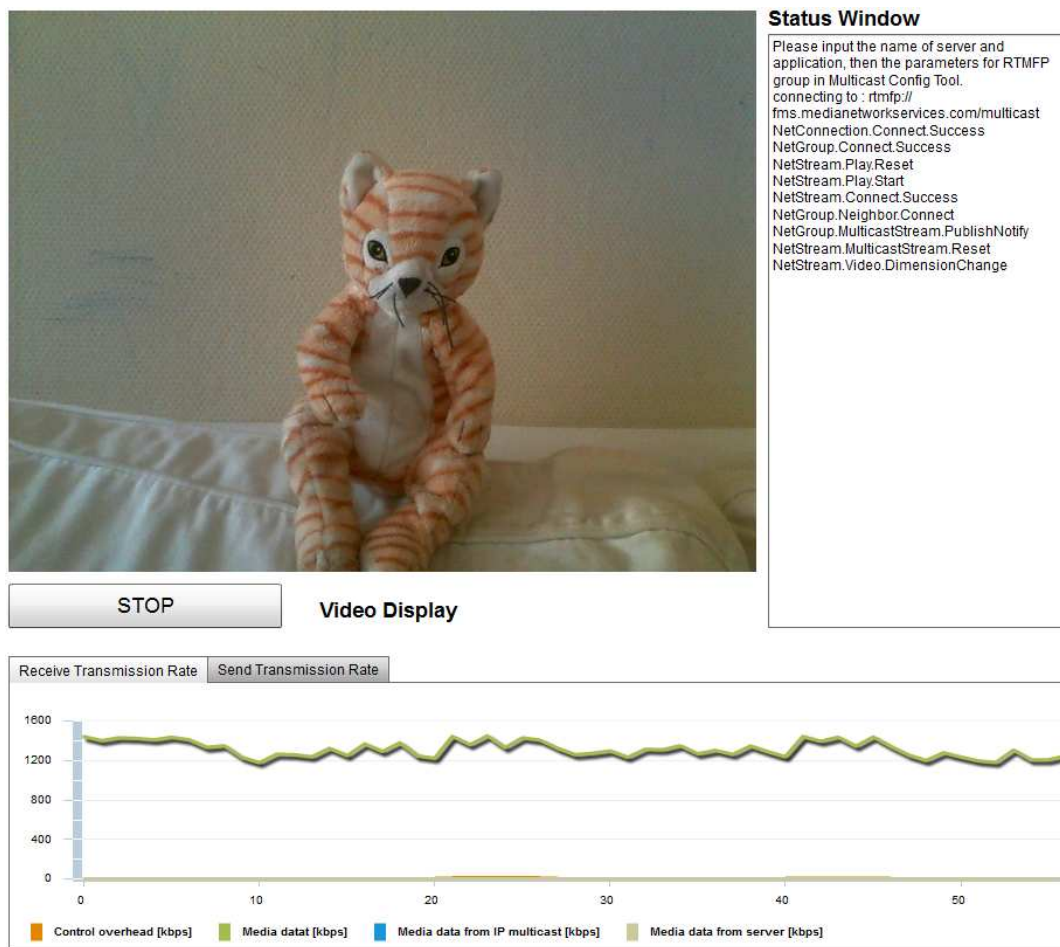 Status Window
Please input the name of server and
application, then the parameters for RTMFP
group in Multicast Config Tool.
connecting to : rtmfp://
fms.medianetworkservices.com/multicast
NetConnection.Connect.Success
NetGroup.Connect.Success
NetStream.Play.Reset
NetStream.Play.Start
NetStream.Connect.Success
NetGroup.Neighbor.Connect
NetGroup.MulticastStream.PublishNotify
NetStream.MulticastStream.Reset
NetStream.Video.DimensionChange
STOP
Video Display
Receive Transmission Rate
Send Transmission Rate
1600
1200
800
400
0
0 10 20 30 40 50
Control overhead [kbps] Media datat [kbps] Media data from IP multicast [kbps] Media data from server [kbps]